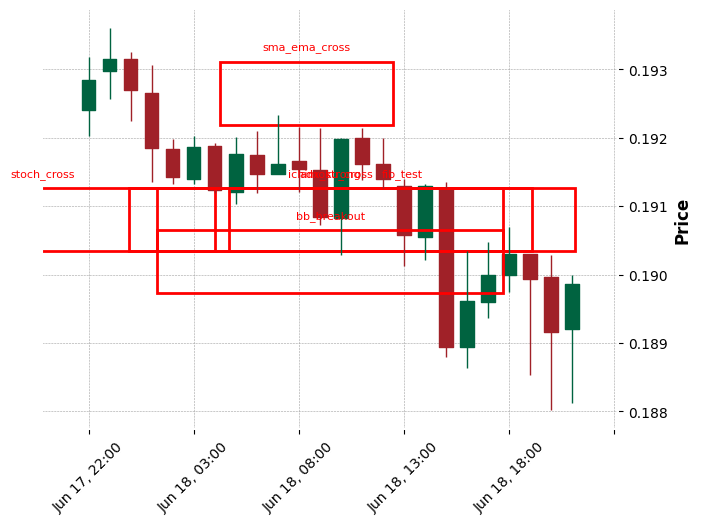 sma_ema_cross
0.193
0.192
stoch_cross
0.191
bb_breakout
Price
0.190
0.189
0.188
Jun 17, 22:00
Jun 18, 03:00
Jun 18, 08:00
Jun 18, 13:00
Jun 18, 18:00